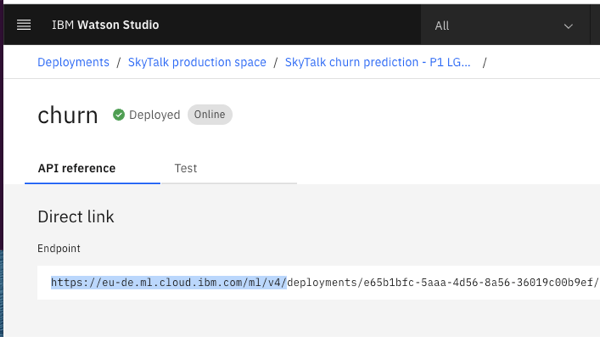 IBM Watson Studio
All
Deployments / SkyTalk production space / SkyTalk churn prediction - P1 LG... /
churn Deployed Online
API reference Test
Direct link
Endpoint
https://eu-de.ml.cloud.ibm.com/ml/v4/deployments/e65b1bfc-5aaa-4d56-8a56-36019c00b9ef/